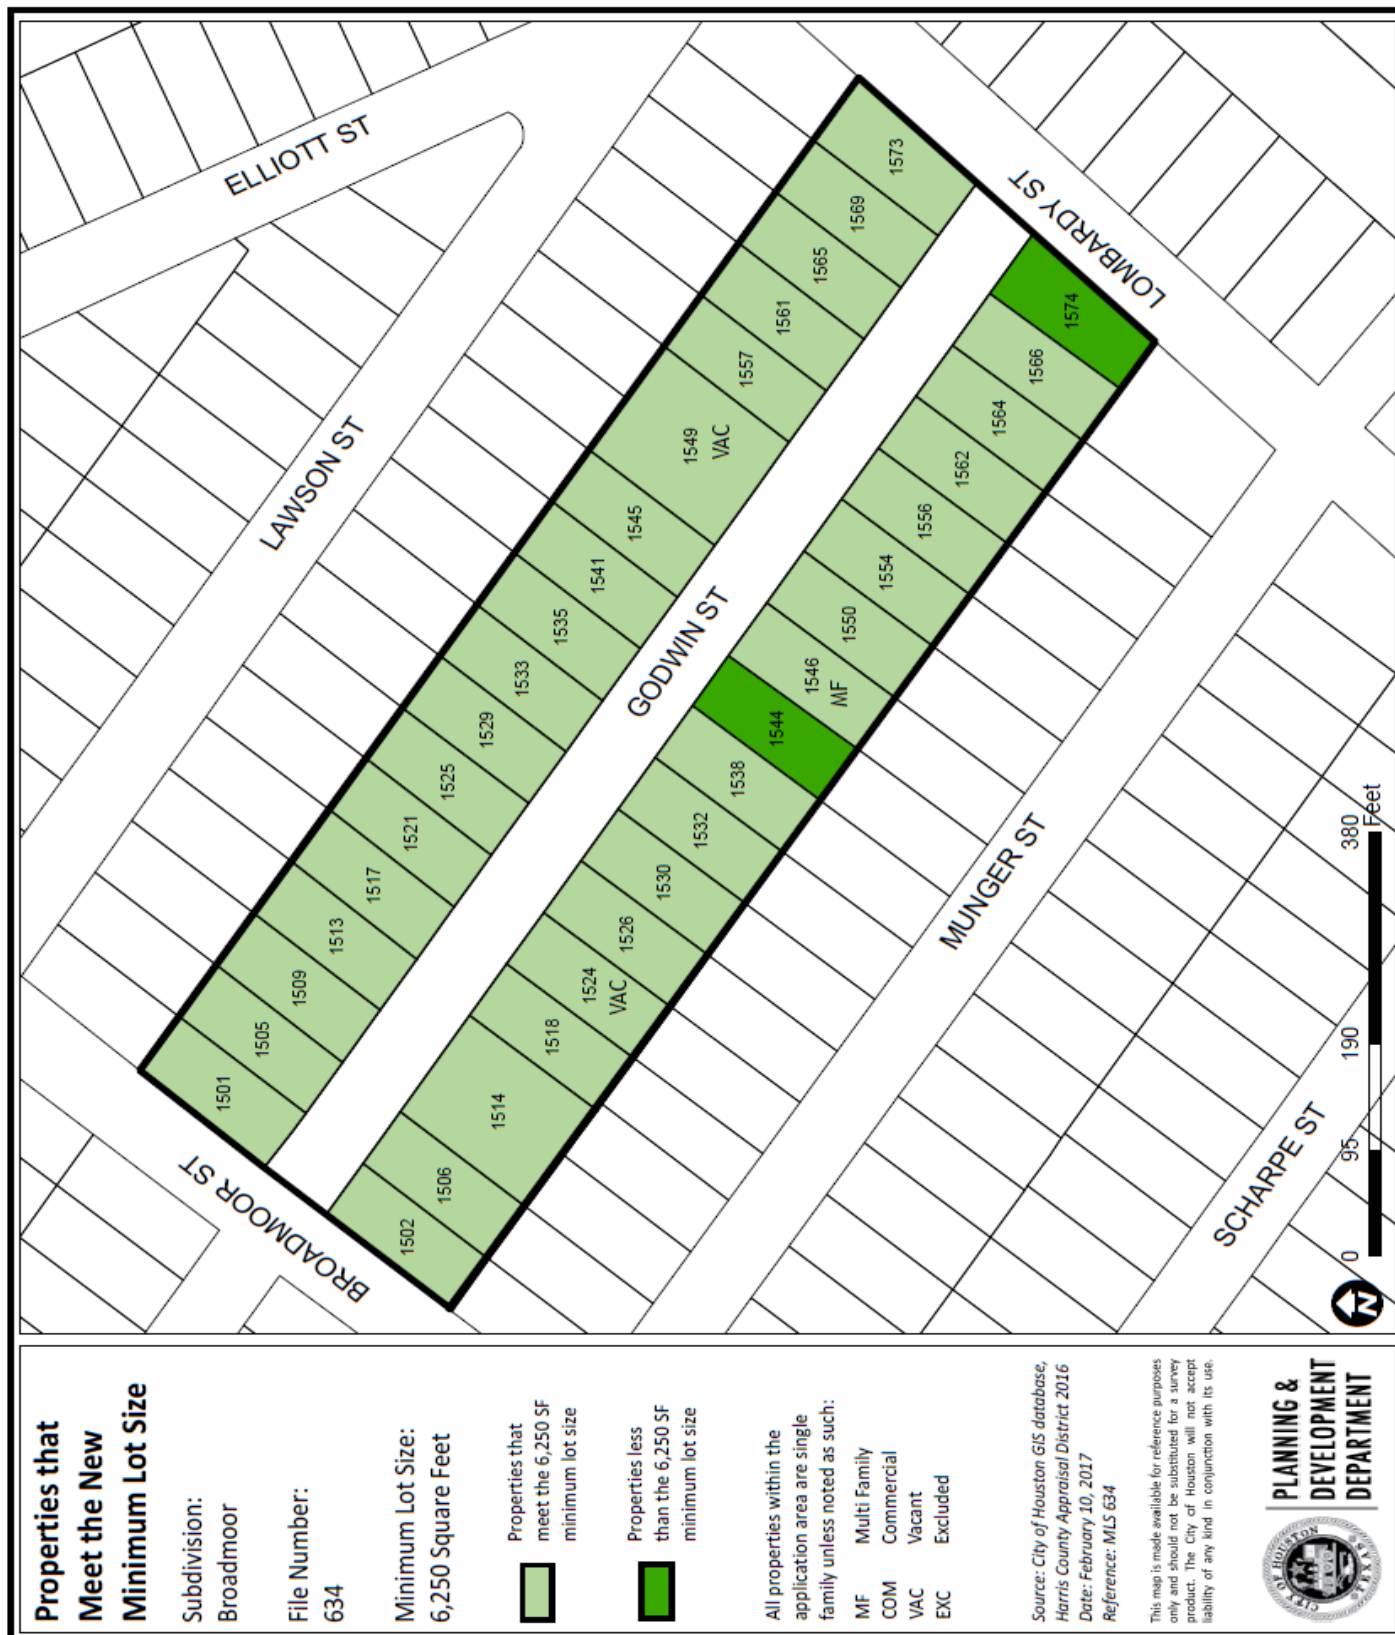 Properties that
Meet the New
Minimum Lot Size
Subdivision:
Broadmoor
File Number:
634
Minimum Lot Size:
6,250 Square Feet
Properties that
meet the 6,250 SF
minimum lot size
Properties less
than the 6,250 SF
minimum lot size
All properties within the
application area are single
family unless noted as such:
MF Multi Family
COM Commercial
VAC Vacant
EXC Excluded
Source: City of Houston GIS database,
Harris County Appraisal District 2016
Date: February 10, 2017
Reference: MLS 634
This map is made available for reference purposes
only and should not be substituted for a survey
product. The City of Houston will not accept
liability of any kind in conjunction with its use.
CITY OF HOUSTON
TEXAS
PLANNING &
DEVELOPMENT
DEPARTMENT
ELLIOTT ST
LAWSON ST
BROADMOOR ST
LOMBARDY ST
GODWIN ST
MUNGER ST
SCHARPE ST
1501
1505
1509
1513
1517
1521
1525
1529
1533
1535
1541
1545
1549
VAC
1557
1561
1565
1569
1573
1502
1506
1514
1518
1524
VAC
1526
1530
1532
1538
1544
1546
MF
1550
1554
1556
1562
1564
1566
1574
N
0 95 190 380
Feet